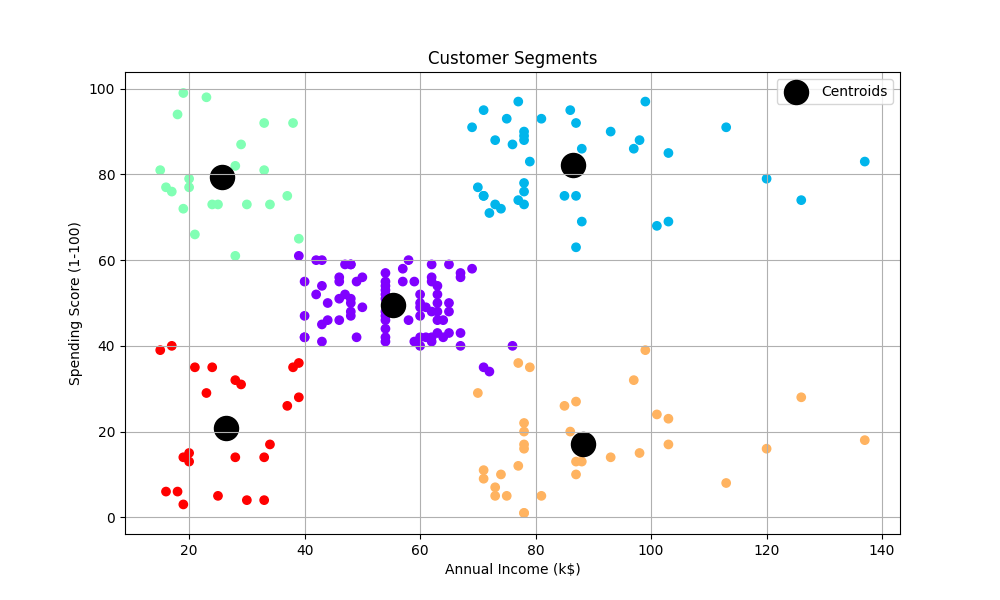 Customer Segments
Centroids
Spending Score (1-100)
100
80
60
40
20
0
20 40 60 80 100 120 140
Annual Income (k$)